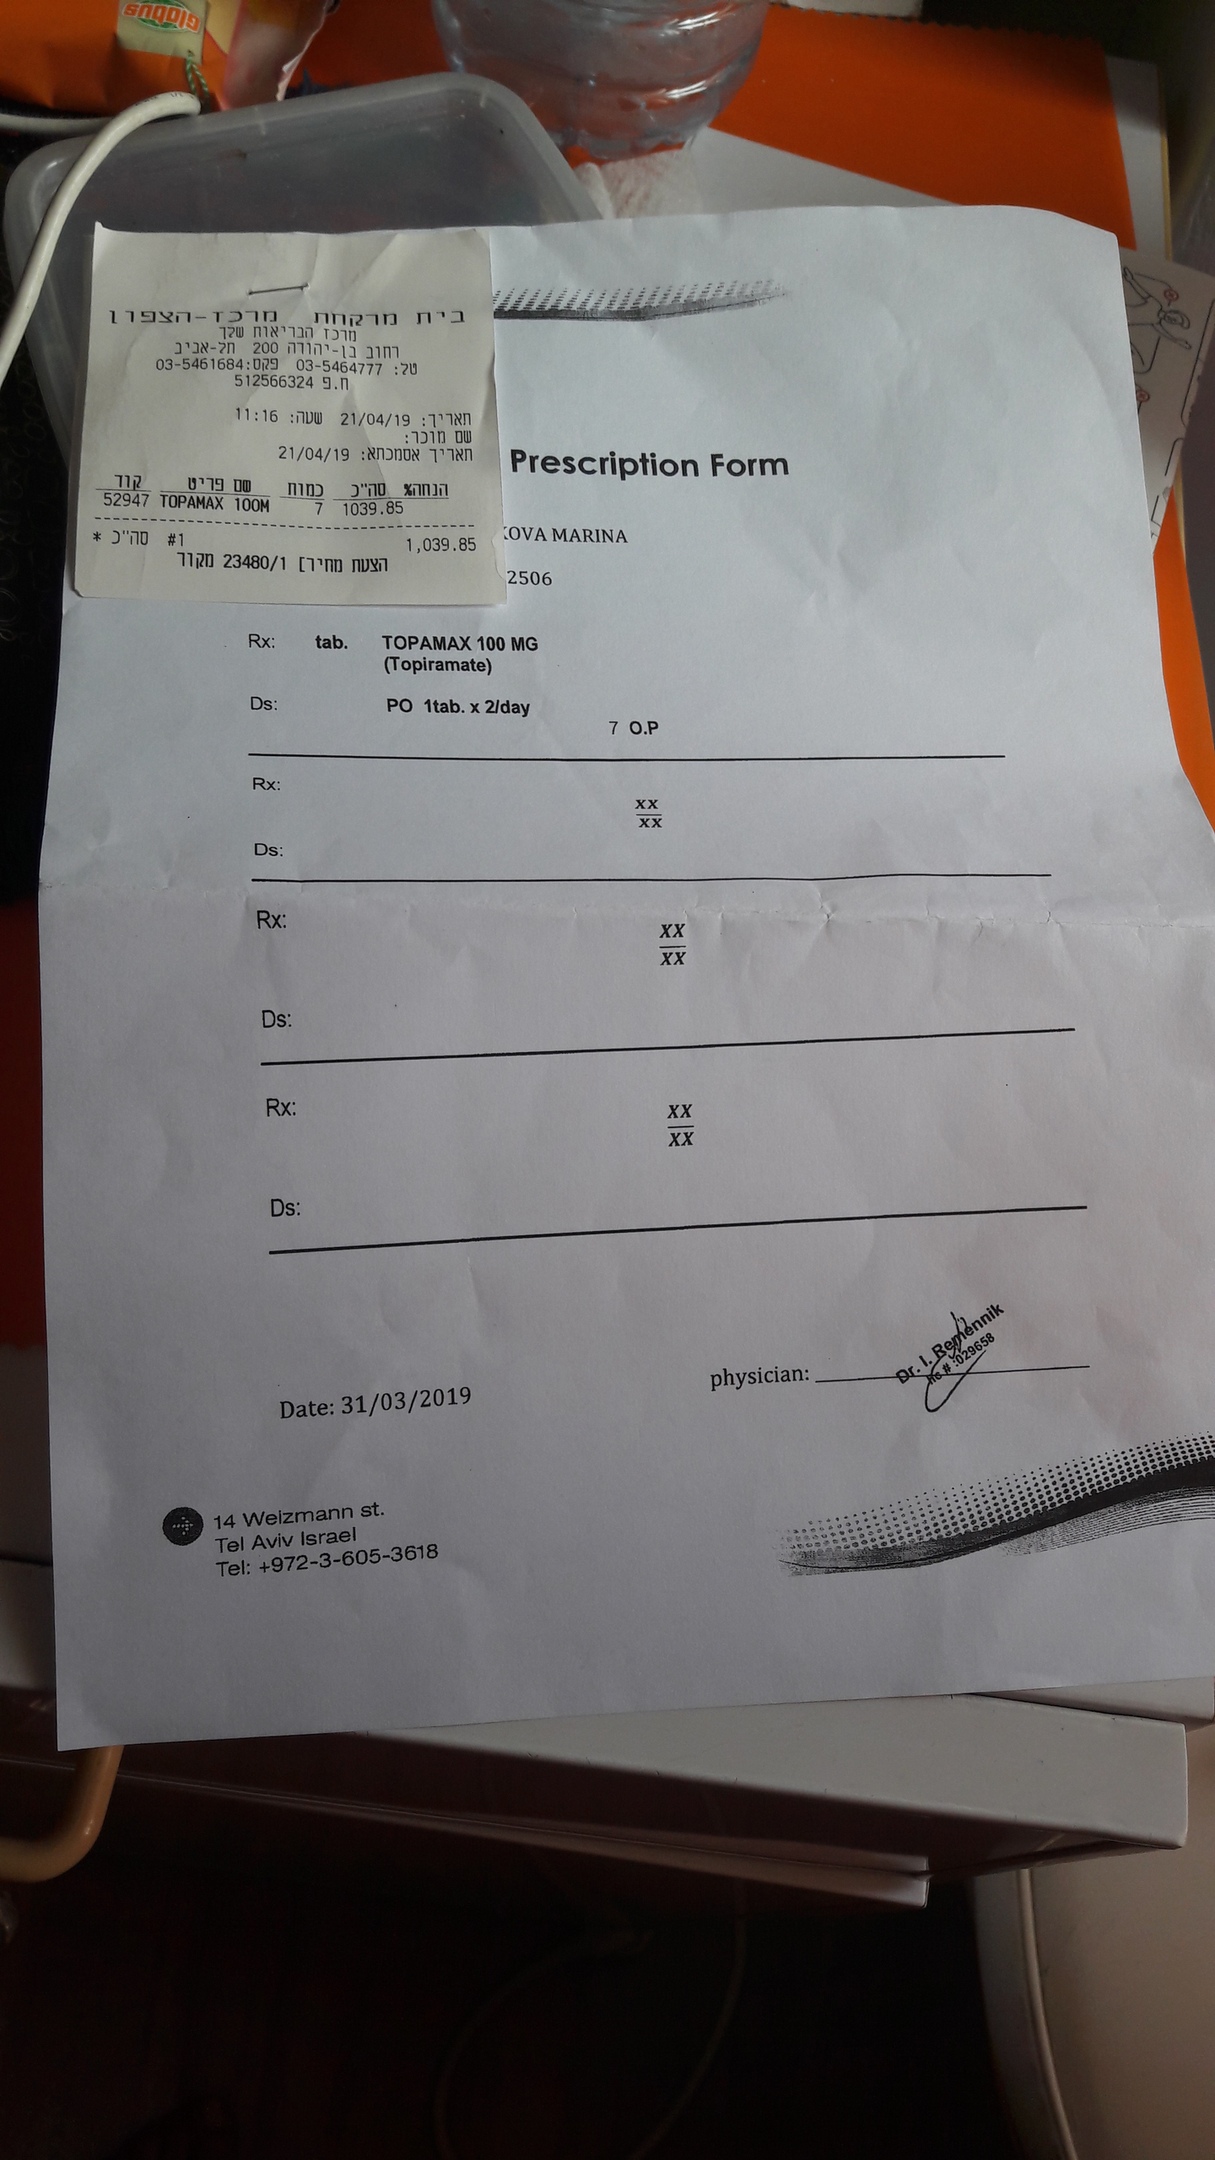 Globus
בית מרקחת מרכז-הצפון
מרכז הבריאות שלך
רחוב בן-יהודה 200 תל-אביב
טל: 03-5464777 פקס: 03-5461684
ח.פ 512566324
תאריך: 21/04/19 שעה: 11:16
שם מוכר:
תאריך אסמכתא: 21/04/19
הנחה% סה"כ כמות שם פריט קוד
52947 TOPAMAX 100M 7 1039.85
* סה"כ #1 1,039.85
הצעת מחיר] 23480/1 מקור
Prescription Form
KOVA MARINA
2506
Rx: tab. TOPAMAX 100 MG
(Topiramate)
Ds: PO 1tab. x 2/day
7 O.P
Rx:
xx
xx
Ds:
Rx:
XX
XX
Ds:
Rx:
XX
XX
Ds:
Date: 31/03/2019
physician:
Dr. I. Remennik
#:029658
14 Weizmann st.
Tel Aviv Israel
Tel: +972-3-605-3618